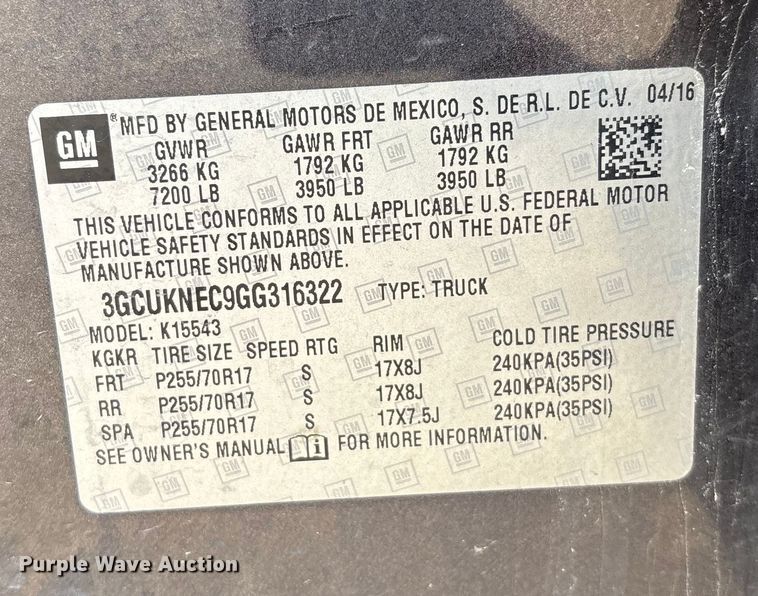 GM
® MFD BY GENERAL MOTORS DE MEXICO, S. DE R.L. DE C.V. 04/16
GVWR GAWR FRT GAWR RR
3266 KG 1792 KG 1792 KG
7200 LB 3950 LB 3950 LB
THIS VEHICLE CONFORMS TO ALL APPLICABLE U.S. FEDERAL MOTOR
VEHICLE SAFETY STANDARDS IN EFFECT ON THE DATE OF
MANUFACTURE SHOWN ABOVE.
3GCUKNEC9GG316322 TYPE: TRUCK
MODEL: K15543
KGKR TIRE SIZE SPEED RTG RIM COLD TIRE PRESSURE
FRT P255/70R17 S 17X8J 240KPA(35PSI)
RR P255/70R17 S 17X8J 240KPA(35PSI)
SPA P255/70R17 S 17X7.5J 240KPA(35PSI)
SEE OWNER'S MANUAL i FOR MORE INFORMATION.
Purple Wave Auction